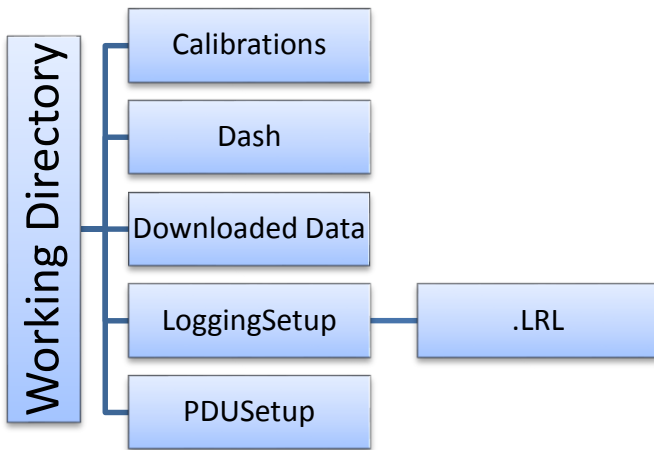 Working Directory
Calibrations
Dash
Downloaded Data
LoggingSetup
.LRL
PDUSetup